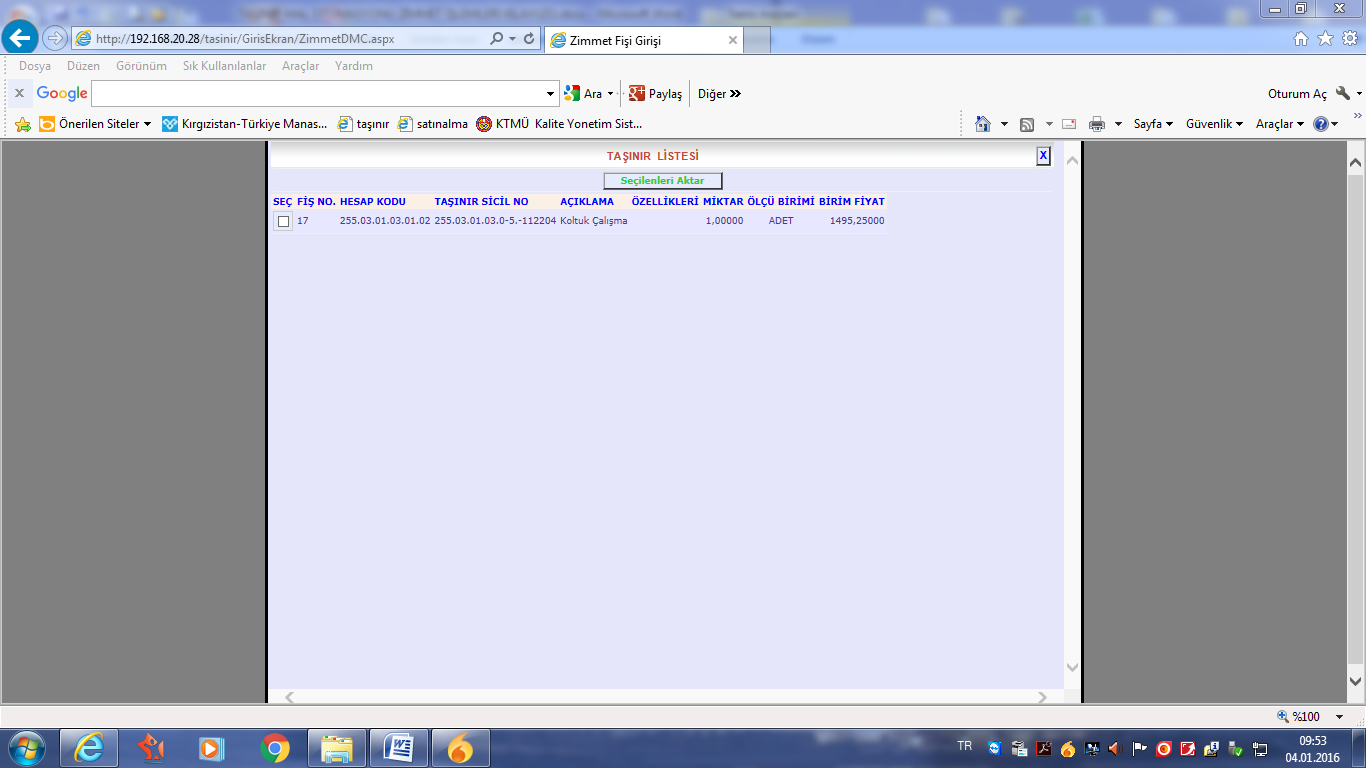 http://192.168.20.28/tasinir/GirisEkran/ZimmetDMC.aspx
Zimmet Fişi Girişi
Dosya Düzen Görünüm Sık Kullanılanlar Araçlar Yardım
x Google Ara Paylaş Diğer Oturum Aç
Önerilen Siteler Kırgızistan-Türkiye Manas... taşınır satınalma KTMÜ Kalite Yonetim Sist... Sayfa Güvenlik Araçlar
TAŞINIR LİSTESİ X
Seçilenleri Aktar
SEÇ FİŞ NO. HESAP KODU TAŞINIR SİCİL NO AÇIKLAMA ÖZELLİKLERİ MİKTAR ÖLÇÜ BİRİMİ BİRİM FİYAT
17 255.03.01.03.01.02 255.03.01.03.0-5.-112204 Koltuk Çalışma 1,00000 ADET 1495,25000
%100
TR 09:53
04.01.2016